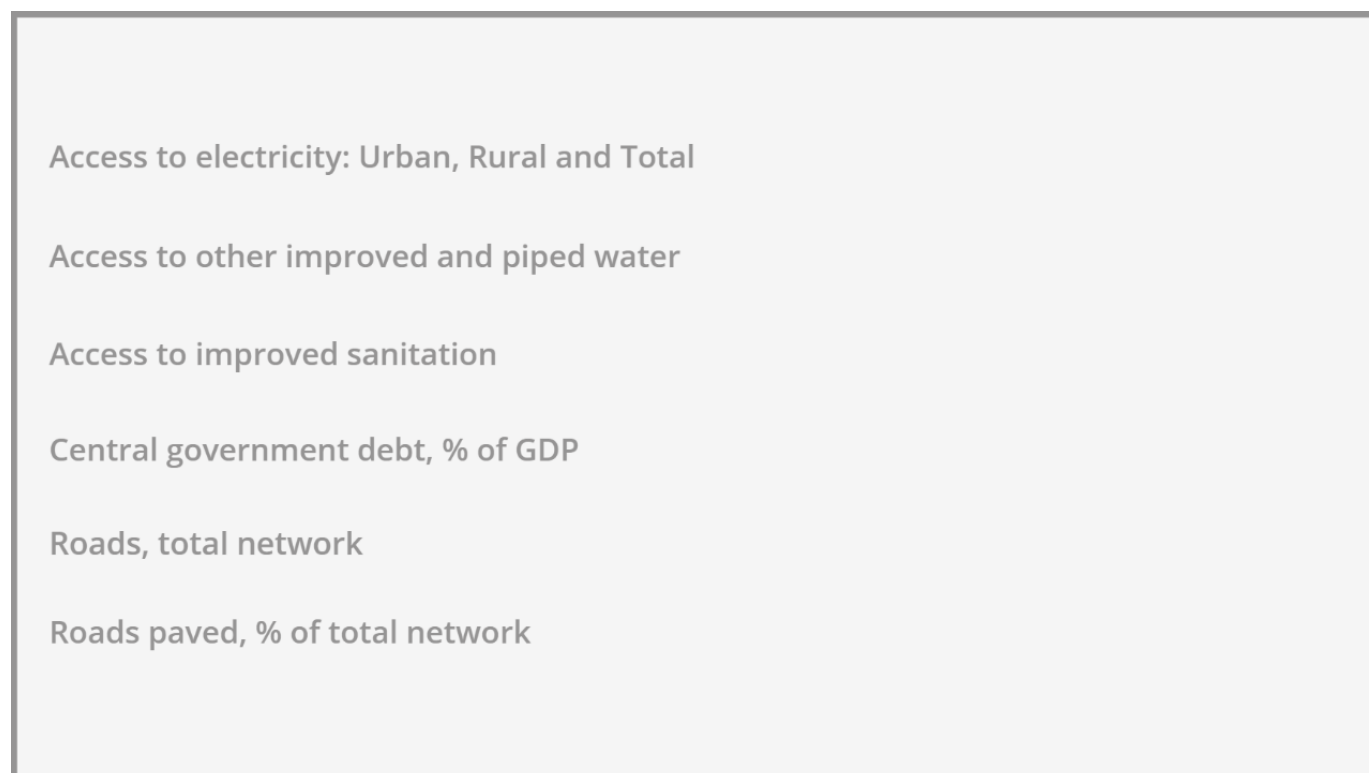 Access to electricity: Urban, Rural and Total
Access to other improved and piped water
Access to improved sanitation
Central government debt, % of GDP
Roads, total network
Roads paved, % of total network